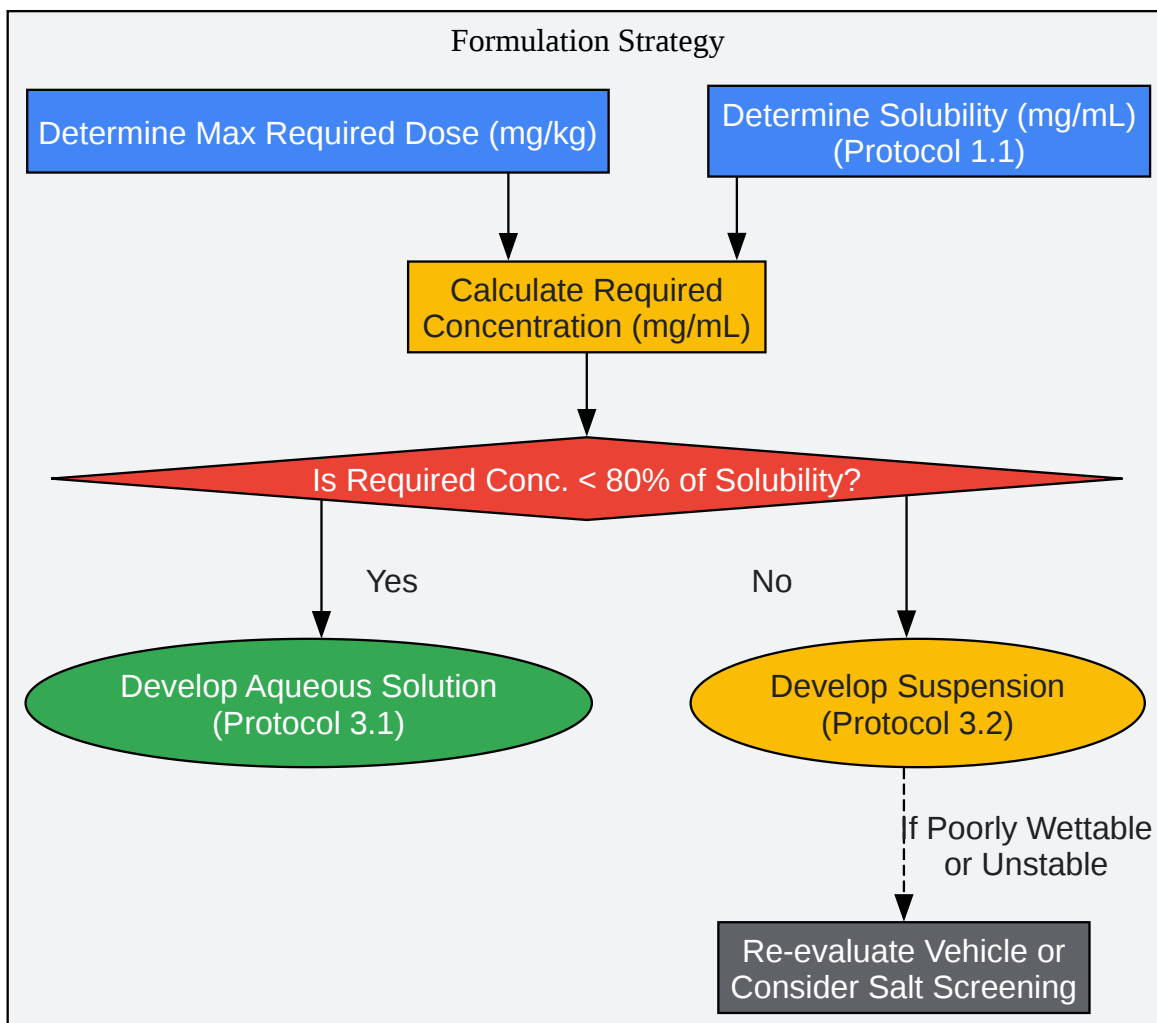 Formulation Strategy
Determine Max Required Dose (mg/kg)
Determine Solubility (mg/mL)
(Protocol 1.1)
Calculate Required
Concentration (mg/mL)
Is Required Conc. < 80% of Solubility?
Yes
No
Develop Aqueous Solution
(Protocol 3.1)
Develop Suspension
(Protocol 3.2)
If Poorly Wettable
or Unstable
Re-evaluate Vehicle or
Consider Salt Screening